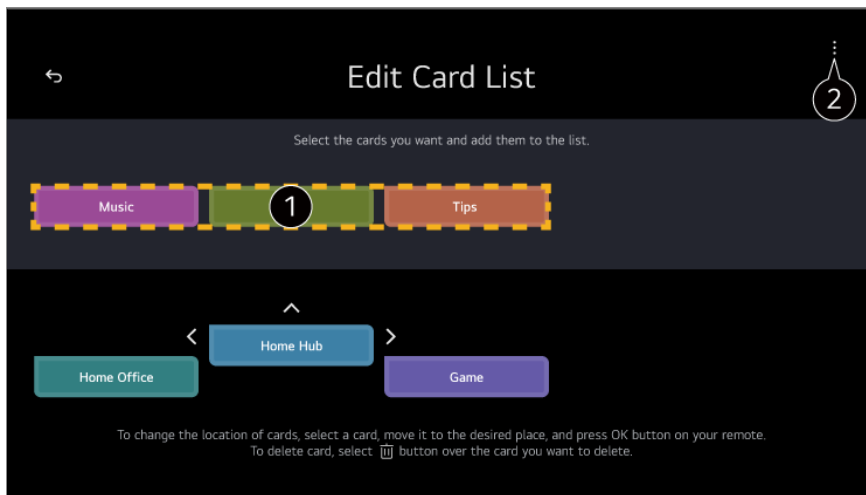 Edit Card List
2
Select the cards you want and add them to the list.
Music
1
Tips
Home Hub
Home Office
Game
To change the location of cards, select a card, move it to the desired place, and press OK button on your remote.
To delete card, select button over the card you want to delete.